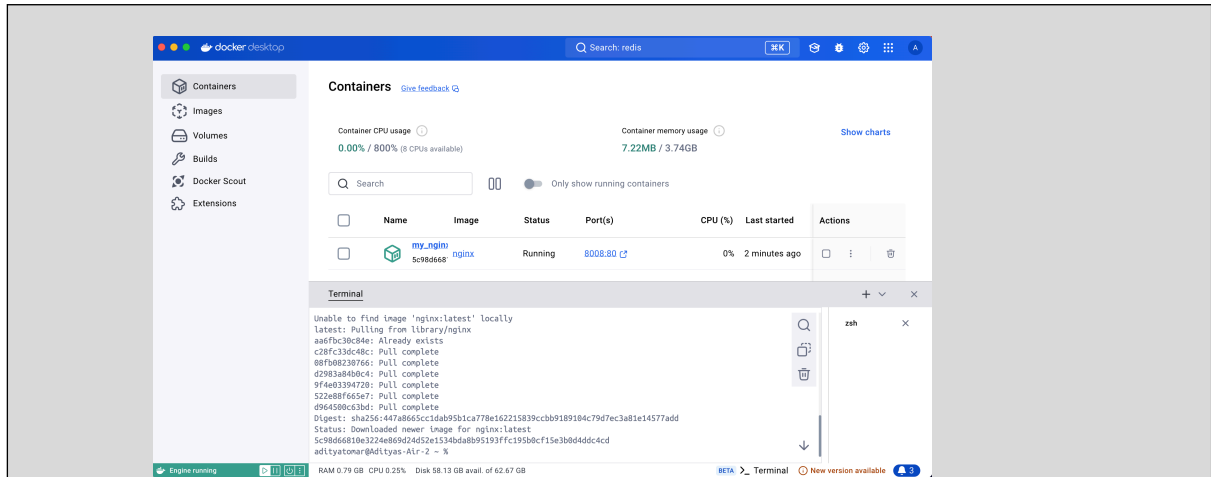 docker desktop
Search: redis
⌘K
A
Containers
Images
Volumes
Builds
Docker Scout
Extensions
Containers Give feedback
Container CPU usage
0.00% / 800% (8 CPUs available)
Container memory usage
7.22MB / 3.74GB
Show charts
Search
Only show running containers
Name Image Status Port(s) CPU (%) Last started Actions
my_nginx
5c98d668
nginx Running 8008:80 0% 2 minutes ago
Terminal
Unable to find image 'nginx:latest' locally
latest: Pulling from library/nginx
aa6fbc30c84e: Already exists
c28fc33dc48c: Pull complete
08fb08230766: Pull complete
d2983a84b0c4: Pull complete
9f4e03394720: Pull complete
522e88f665e7: Pull complete
d964500c63bd: Pull complete
Digest: sha256:447a8665cc1dab95b1ca778e162215839ccbb9189104c79d7ec3a81e14577add
Status: Downloaded newer image for nginx:latest
5c98d66810e3224e869d24d52e1534bda8b95193ffc195b0cf15e3b0d4ddc4cd
adityatomar@Adityas-Air-2 ~ %
zsh
Engine running
RAM 0.79 GB CPU 0.25% Disk 58.13 GB avail. of 62.67 GB
BETA >_ Terminal
New version available
3